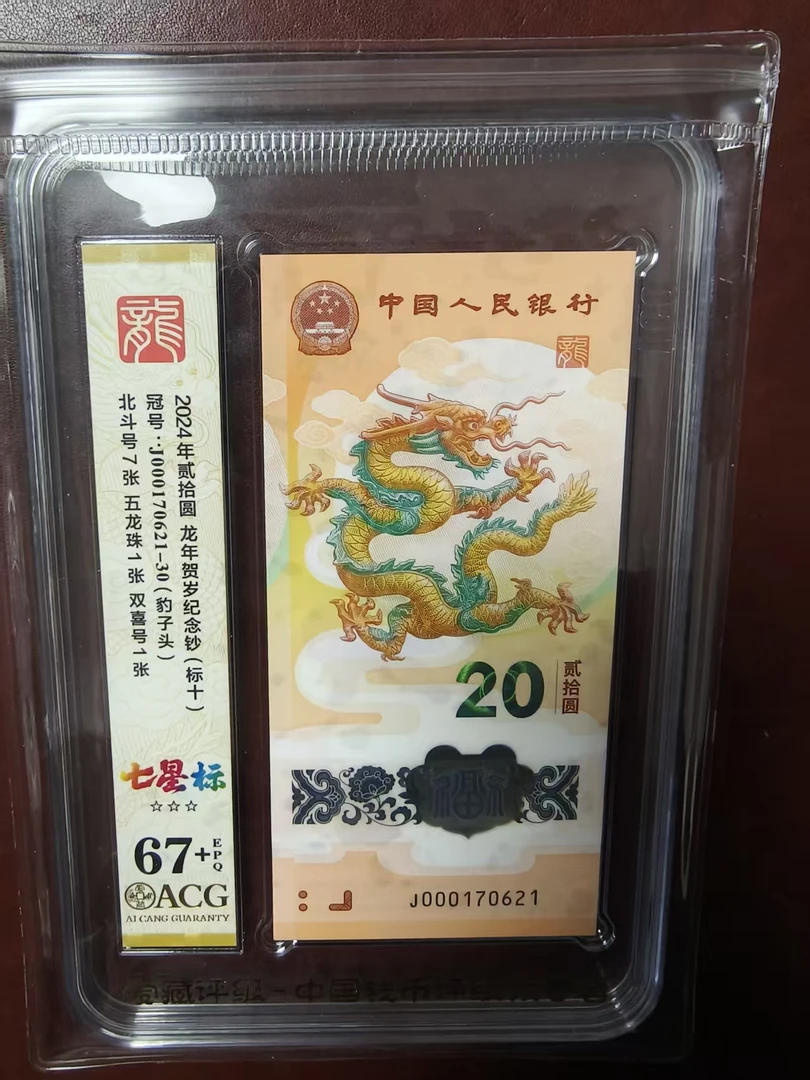 龍
2024年贰拾圆 龙年贺岁纪念钞（标十）
冠号：J000170621-30（豹子头）
北斗号7张 五龙珠1张 双喜号1张
七星标
☆☆☆
67+EPQ
ACG
AI CANG GUARANTY
中国人民银行
龍
20
贰拾圆
福
J000170621